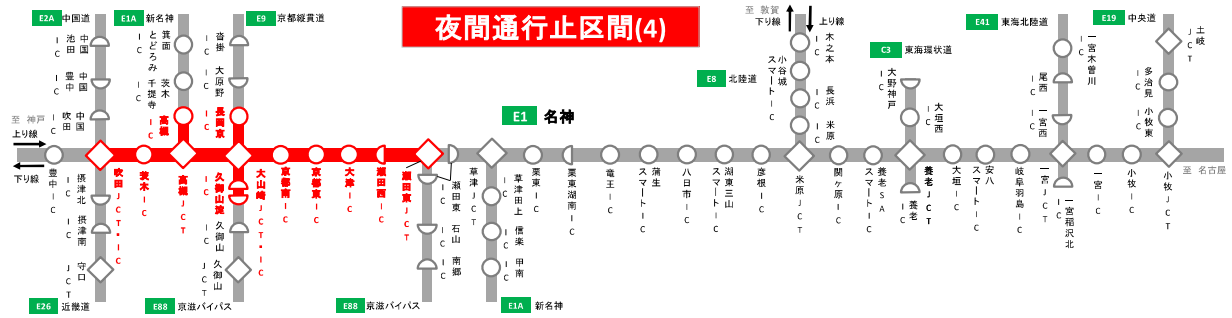 夜間通行止区間(4)
E2A 中国道
中国池田IC
中国豊中IC
中国吹田IC
E1A 新名神
箕面とどろみIC
茨木千提寺IC
高槻IC
E9 京都縦貫道
沓掛IC
大原野IC
長岡京IC
至 神戸
上り線
下り線
E1 名神
豊中IC
吹田JCT・IC
茨木IC
高槻JCT
大山崎JCT・IC
京都南IC
京都東IC
大津IC
瀬田西IC
瀬田東JCT
瀬田東IC
草津JCT
栗東IC
栗東湖南IC
竜王IC
蒲生スマートIC
八日市IC
湖東三山スマートIC
彦根IC
米原JCT
関ヶ原IC
養老SAスマートIC
養老JCT
大垣IC
安八スマートIC
岐阜羽島IC
一宮JCT
一宮IC
小牧IC
小牧JCT
至 名古屋
摂津北IC
摂津南IC
守口JCT
E26 近畿道
久御山淀IC
久御山IC
久御山JCT
E88 京滋バイパス
石山IC
南郷IC
E88 京滋バイパス
草津田上IC
信楽IC
甲南IC
E1A 新名神
至 敦賀
下り線
上り線
木之本IC
小谷城スマートIC
長浜IC
米原IC
E8 北陸道
C3 東海環状道
大野神戸IC
大垣西IC
養老IC
E41 東海北陸道
一宮木曽川IC
尾西IC
一宮西IC
一宮稲沢北IC
E19 中央道
土岐JCT
多治見IC
小牧東IC